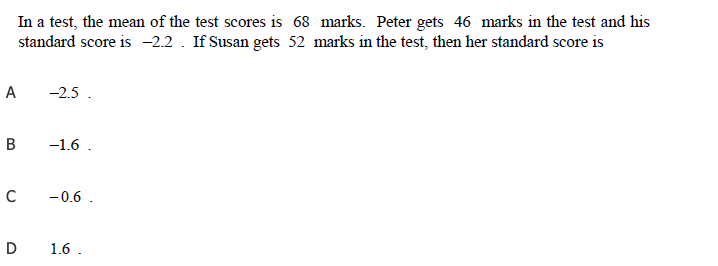 In a test, the mean of the test scores is 68 marks. Peter gets 46 marks in the test and his
standard score is −2.2 . If Susan gets 52 marks in the test, then her standard score is
A −2.5 .
B −1.6 .
C −0.6 .
D 1.6 .